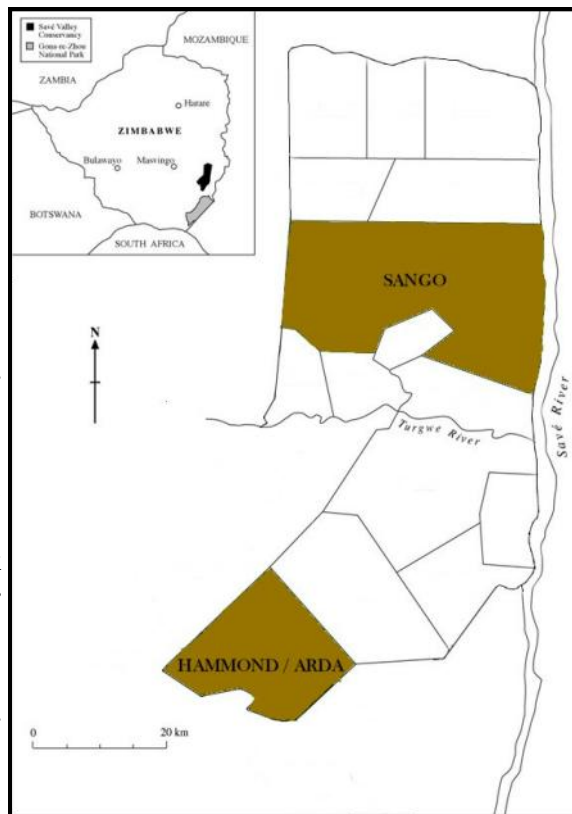 Savé Valley
Conservancy
Gona-re-Zhou
National Park
MOZAMBIQUE
ZAMBIA
Harare
ZIMBABWE
Bulawayo
Masvingo
BOTSWANA
SOUTH AFRICA
SANGO
N
Turgwe River
Savé River
HAMMOND / ARDA
0
20 km